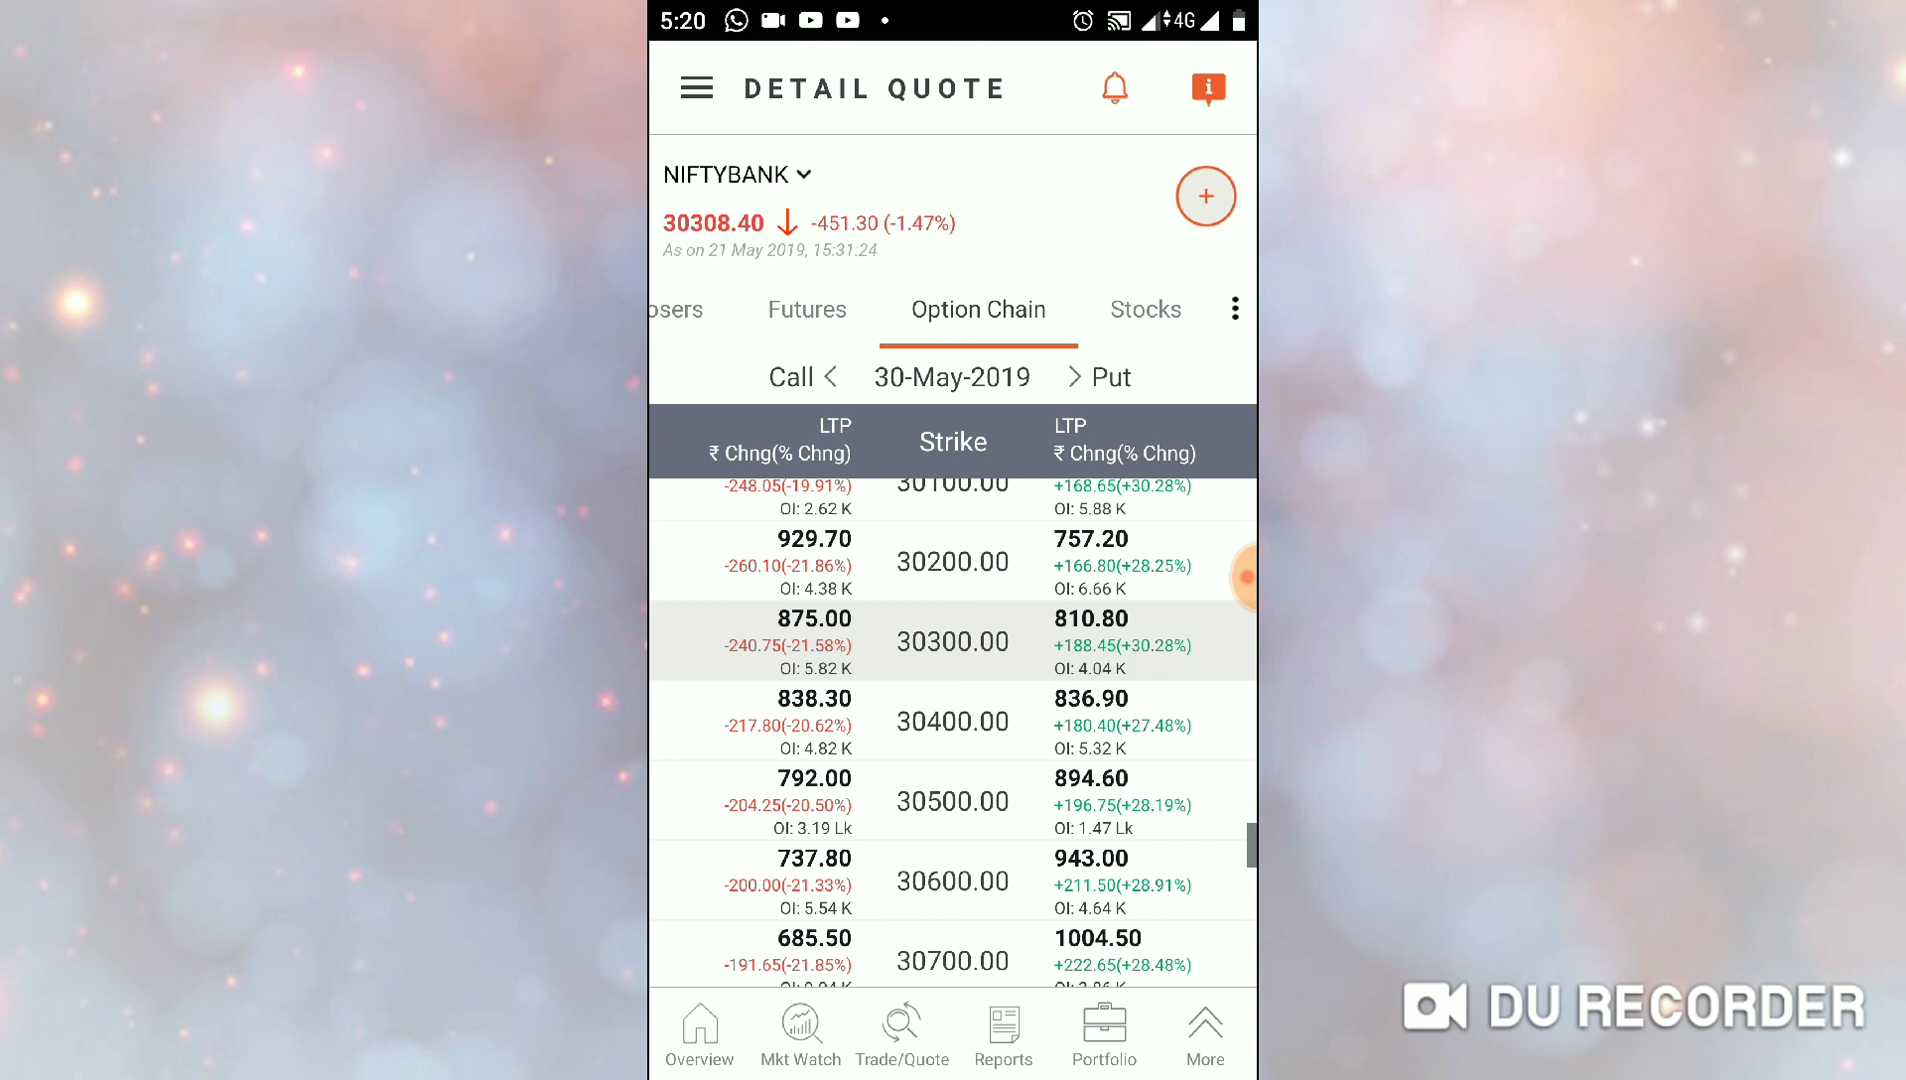 5:20 4G
DETAIL QUOTE
NIFTYBANK
30308.40 -451.30 (-1.47%)
As on 21 May 2019, 15:31:24
osers Futures Option Chain Stocks
Call < 30-May-2019 > Put
LTP LTP
₹ Chng(% Chng) Strike ₹ Chng(% Chng)
-248.05(-19.91%) 30100.00 +168.65(+30.28%)
OI: 2.62 K OI: 5.88 K
929.70 757.20
-260.10(-21.86%) 30200.00 +166.80(+28.25%)
OI: 4.38 K OI: 6.66 K
875.00 810.80
-240.75(-21.58%) 30300.00 +188.45(+30.28%)
OI: 5.82 K OI: 4.04 K
838.30 836.90
-217.80(-20.62%) 30400.00 +180.40(+27.48%)
OI: 4.82 K OI: 5.32 K
792.00 894.60
-204.25(-20.50%) 30500.00 +196.75(+28.19%)
OI: 3.19 Lk OI: 1.47 Lk
737.80 943.00
-200.00(-21.33%) 30600.00 +211.50(+28.91%)
OI: 5.54 K OI: 4.64 K
685.50 1004.50
-191.65(-21.85%) 30700.00 +222.65(+28.48%)
Overview Mkt Watch Trade/Quote Reports Portfolio More
DU RECORDER